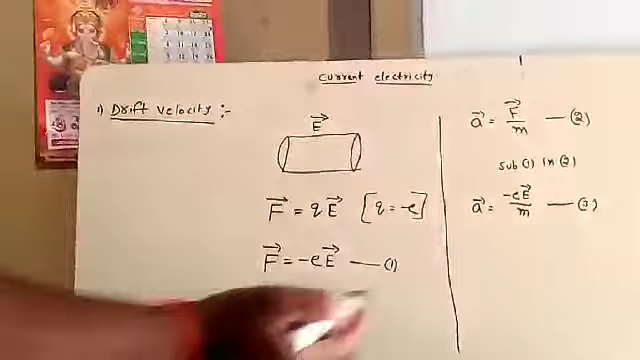 Current electricity
1) Drift Velocity :-
E⃗
F⃗ = qE⃗ [q = -e]
F⃗ = -eE⃗ —(1)
a⃗ = F⃗/m —(2)
sub (1) in (2)
a⃗ = -eE⃗/m —(3)